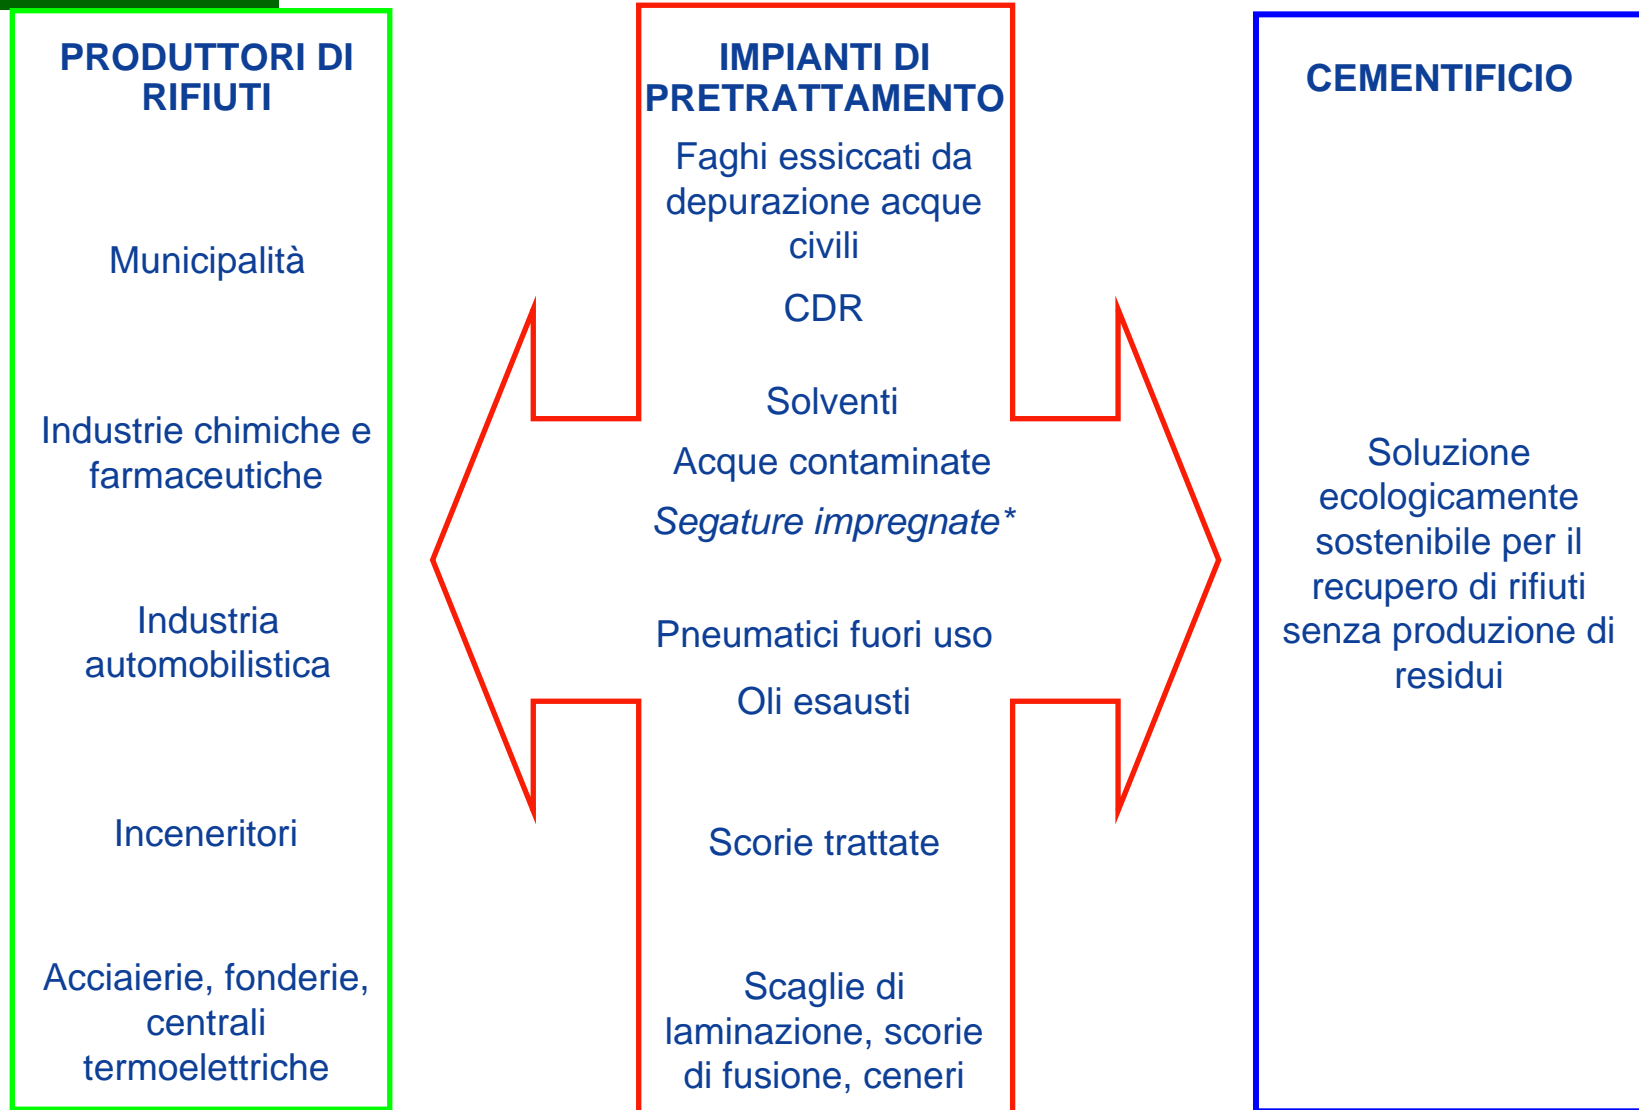 PRODUTTORI DI
RIFIUTI
Municipalità
Industrie chimiche e
farmaceutiche
Industria
automobilistica
Inceneritori
Acciaierie, fonderie,
centrali
termoelettriche
IMPIANTI DI
PRETRATTAMENTO
Faghi essiccati da
depurazione acque
civili
CDR
Solventi
Acque contaminate
Segature impregnate*
Pneumatici fuori uso
Oli esausti
Scorie trattate
Scaglie di
laminazione, scorie
di fusione, ceneri
CEMENTIFICIO
Soluzione
ecologicamente
sostenibile per il
recupero di rifiuti
senza produzione di
residui